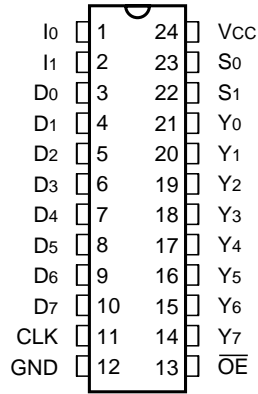 I0 1 24 VCC
I1 2 23 S0
D0 3 22 S1
D1 4 21 Y0
D2 5 20 Y1
D3 6 19 Y2
D4 7 18 Y3
D5 8 17 Y4
D6 9 16 Y5
D7 10 15 Y6
CLK 11 14 Y7
GND 12 13 O̅E̅